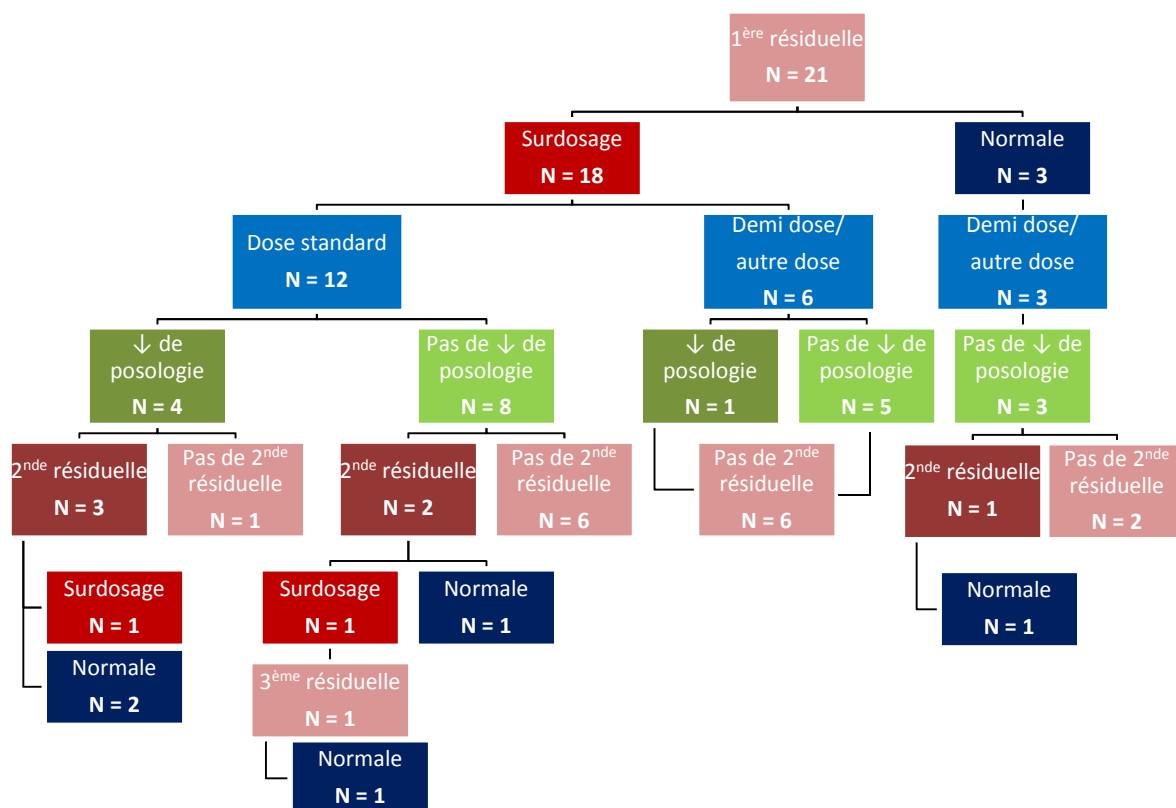 1ère résiduelle
N = 21
Surdosage
N = 18
Normale
N = 3
Dose standard
N = 12
Demi dose/
autre dose
N = 6
Demi dose/
autre dose
N = 3
↓ de
posologie
N = 4
Pas de ↓ de
posologie
N = 8
↓ de
posologie
N = 1
Pas de ↓ de
posologie
N = 5
Pas de ↓ de
posologie
N = 3
2nde résiduelle
N = 3
Pas de 2nde
résiduelle
N = 1
2nde résiduelle
N = 2
Pas de 2nde
résiduelle
N = 6
Pas de 2nde
résiduelle
N = 6
2nde résiduelle
N = 1
Pas de 2nde
résiduelle
N = 2
Surdosage
N = 1
Normale
N = 2
Surdosage
N = 1
Normale
N = 1
3ème résiduelle
N = 1
Normale
N = 1
Normale
N = 1